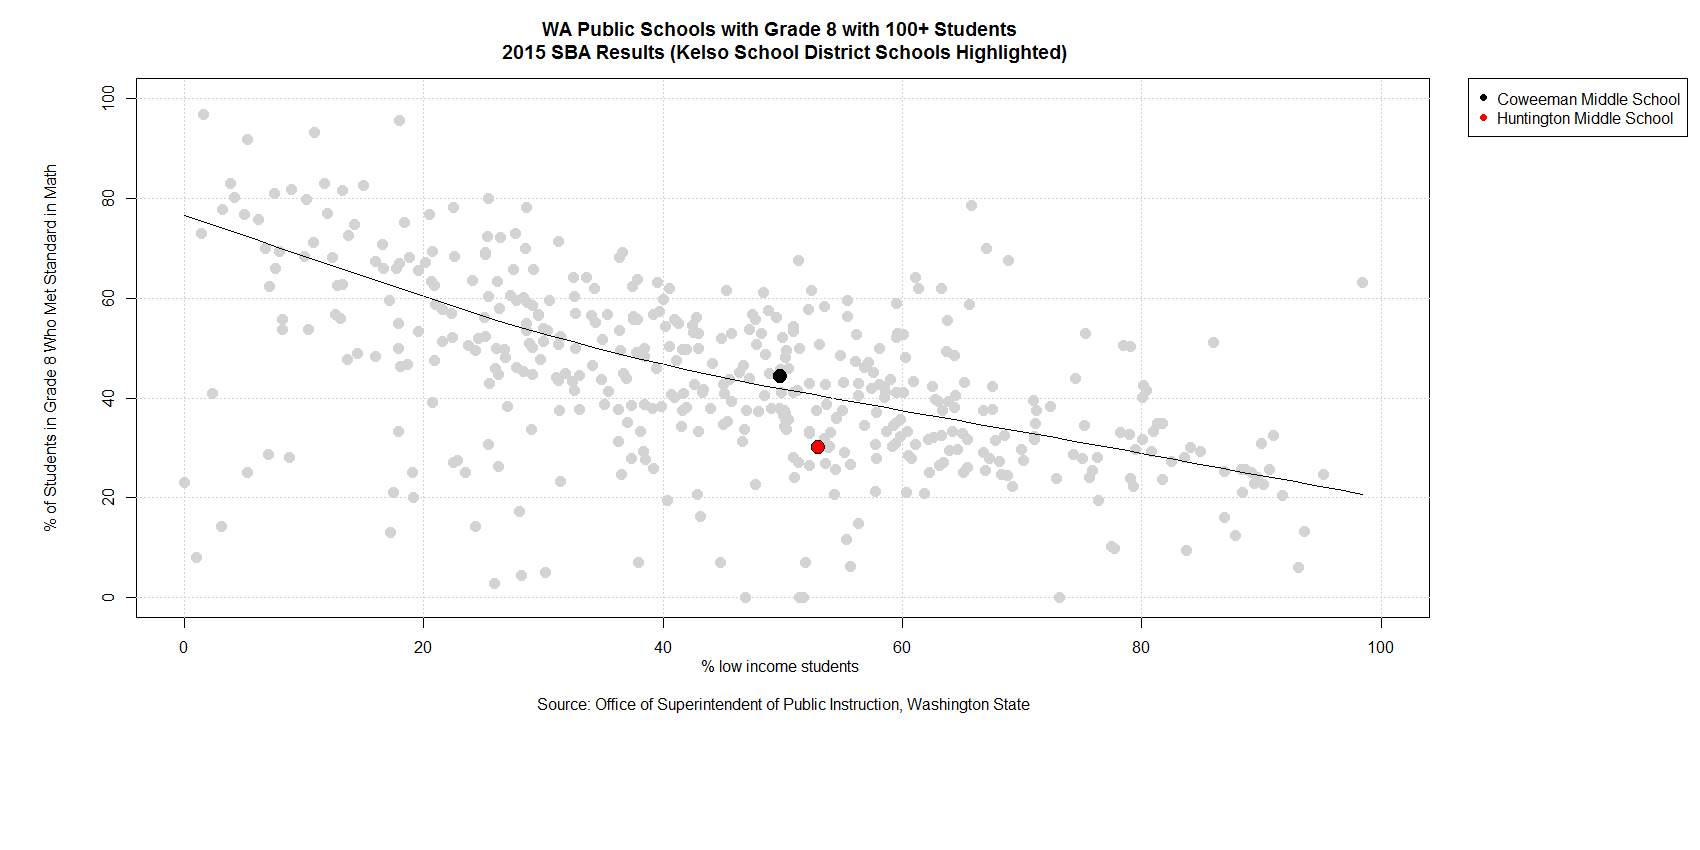 WA Public Schools with Grade 8 with 100+ Students
2015 SBA Results (Kelso School District Schools Highlighted)
Coweeman Middle School
Huntington Middle School
% of Students in Grade 8 Who Met Standard in Math
100
80
60
40
20
0
0 20 40 60 80 100
% low income students
Source: Office of Superintendent of Public Instruction, Washington State